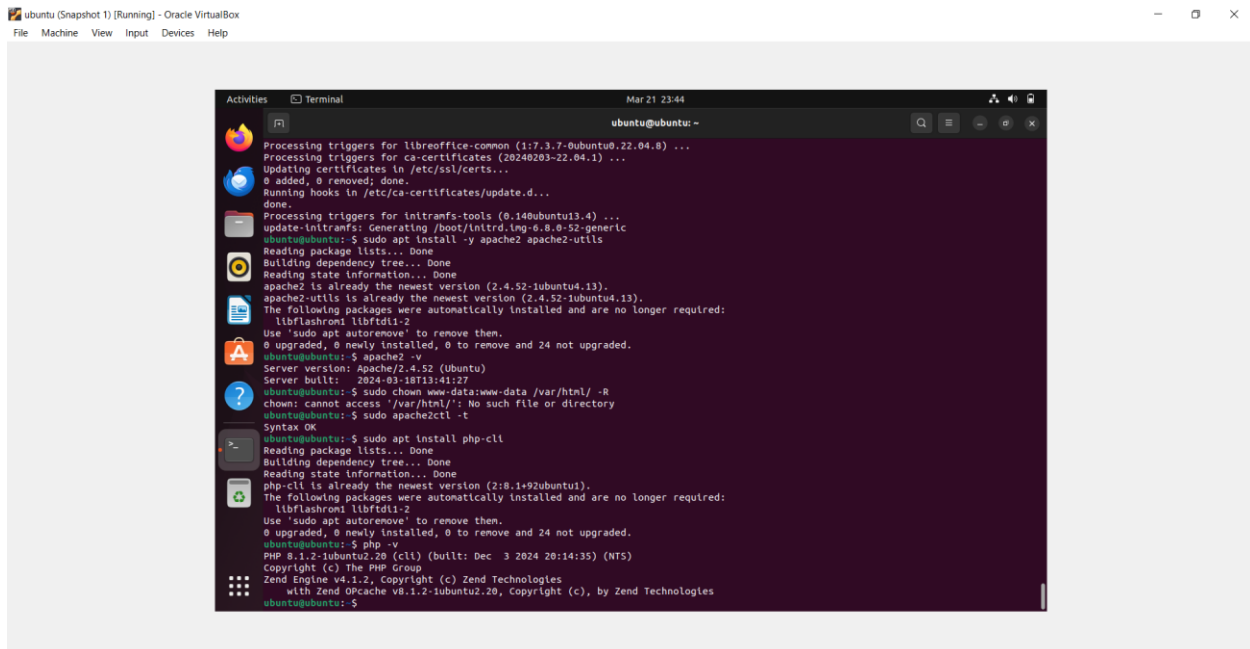 ubuntu (Snapshot 1) [Running] - Oracle VirtualBox
File Machine View Input Devices Help
Activities Terminal Mar 21 23:44
ubuntu@ubuntu: ~
Processing triggers for libreoffice-common (1:7.3.7-0ubuntu0.22.04.8) ...
Processing triggers for ca-certificates (20240203~22.04.1) ...
Updating certificates in /etc/ssl/certs...
0 added, 0 removed; done.
Running hooks in /etc/ca-certificates/update.d...
done.
Processing triggers for initramfs-tools (0.140ubuntu13.4) ...
update-initramfs: Generating /boot/initrd.img-6.8.0-52-generic
ubuntu@ubuntu:~$ sudo apt install -y apache2 apache2-utils
Reading package lists... Done
Building dependency tree... Done
Reading state information... Done
apache2 is already the newest version (2.4.52-1ubuntu4.13).
apache2-utils is already the newest version (2.4.52-1ubuntu4.13).
The following packages were automatically installed and are no longer required:
libflashrom1 libftdi1-2
Use 'sudo apt autoremove' to remove them.
0 upgraded, 0 newly installed, 0 to remove and 24 not upgraded.
ubuntu@ubuntu:~$ apache2 -v
Server version: Apache/2.4.52 (Ubuntu)
Server built: 2024-03-18T13:41:27
ubuntu@ubuntu:~$ sudo chown www-data:www-data /var/html/ -R
chown: cannot access '/var/html/': No such file or directory
ubuntu@ubuntu:~$ sudo apache2ctl -t
Syntax OK
ubuntu@ubuntu:~$ sudo apt install php-cli
Reading package lists... Done
Building dependency tree... Done
Reading state information... Done
php-cli is already the newest version (2:8.1+92ubuntu1).
The following packages were automatically installed and are no longer required:
libflashrom1 libftdi1-2
Use 'sudo apt autoremove' to remove them.
0 upgraded, 0 newly installed, 0 to remove and 24 not upgraded.
ubuntu@ubuntu:~$ php -v
PHP 8.1.2-1ubuntu2.20 (cli) (built: Dec 3 2024 20:14:35) (NTS)
Copyright (c) The PHP Group
Zend Engine v4.1.2, Copyright (c) Zend Technologies
with Zend OPcache v8.1.2-1ubuntu2.20, Copyright (c), by Zend Technologies
ubuntu@ubuntu:~$